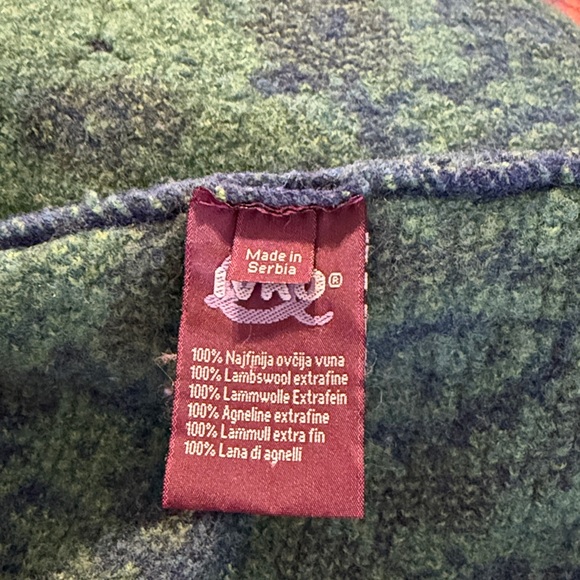 Made in
Serbia
®
100% Najfinija ovčija vuna
100% Lambswool extrafine
100% Lammwolle Extrafein
100% Agneline extrafine
100% Lammull extra fin
100% Lana di agnelli